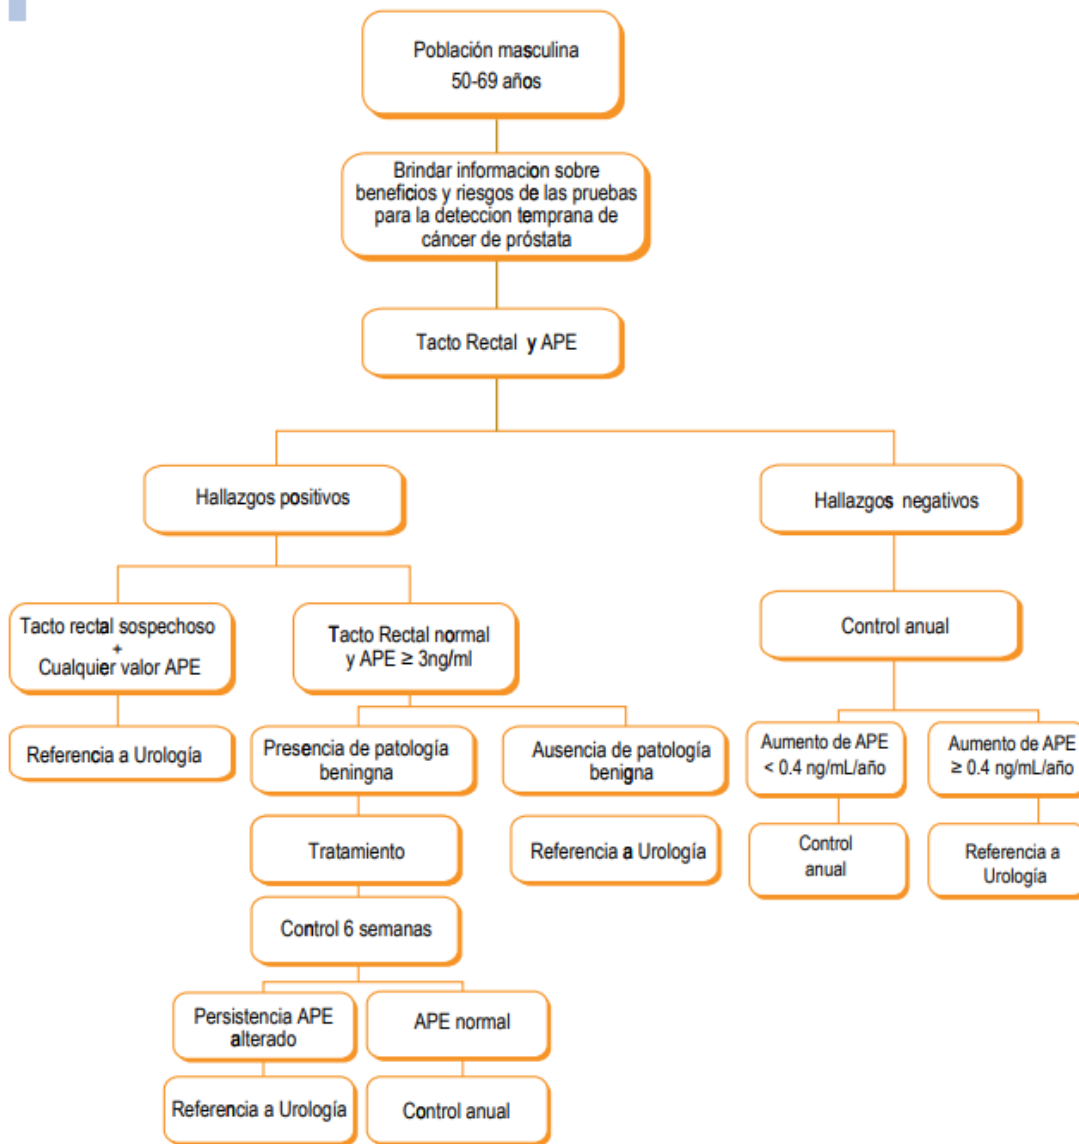 Población masculina
50-69 años
Brindar informacion sobre
beneficios y riesgos de las pruebas
para la deteccion temprana de
cáncer de próstata
Tacto Rectal y APE
Hallazgos positivos
Hallazgos negativos
Tacto rectal sospechoso
+
Cualquier valor APE
Tacto Rectal normal
y APE ≥ 3ng/ml
Control anual
Referencia a Urología
Presencia de patología
beningna
Ausencia de patología
benigna
Aumento de APE
< 0.4 ng/mL/año
Aumento de APE
≥ 0.4 ng/mL/año
Tratamiento
Referencia a Urología
Control
anual
Referencia a
Urología
Control 6 semanas
Persistencia APE
alterado
APE normal
Referencia a Urología
Control anual